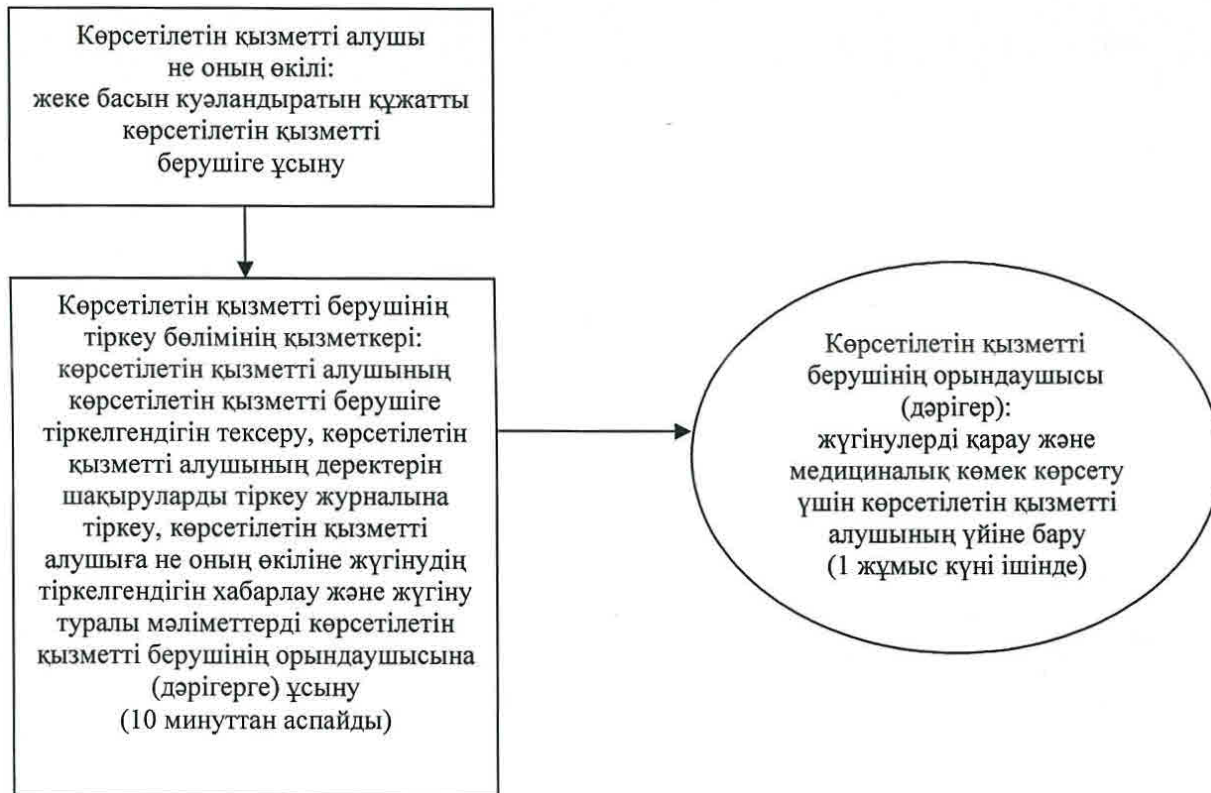 Көрсетілетін қызметті алушы
не оның өкілі:
жеке басын куәландыратын құжатты
көрсетілетін қызметті
берушіге ұсыну
Көрсетілетін қызметті берушінің
тіркеу бөлімінің қызметкері:
көрсетілетін қызметті алушының
көрсетілетін қызметті берушіге
тіркелгендігін тексеру, көрсетілетін
қызметті алушының деректерін
шақыруларды тіркеу журналына
тіркеу, көрсетілетін қызметті
алушыға не оның өкіліне жүгінудің
тіркелгендігін хабарлау және жүгіну
туралы мәліметтерді көрсетілетін
қызметті берушінің орындаушысына
(дәрігерге) ұсыну
(10 минуттан аспайды)
Көрсетілетін қызметті
берушінің орындаушысы
(дәрігер):
жүгінулерді қарау және
медициналық көмек көрсету
үшін көрсетілетін қызметті
алушының үйіне бару
(1 жұмыс күні ішінде)